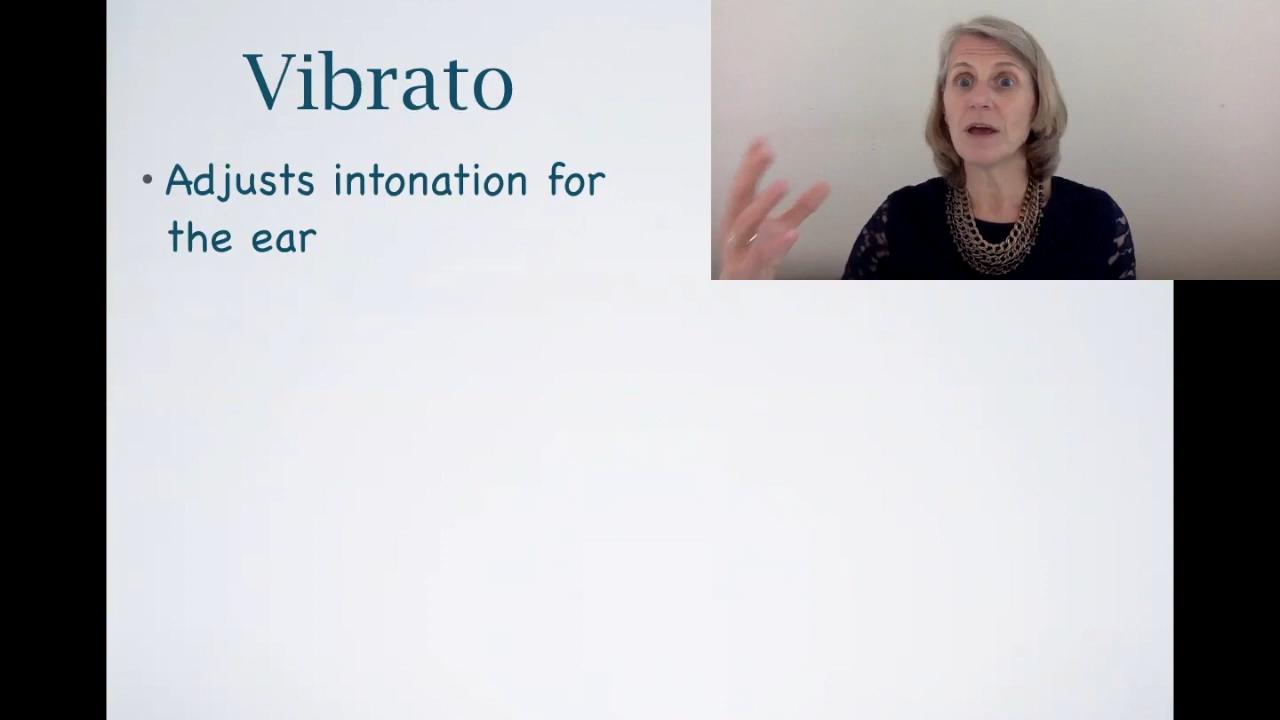 Vibrato
• Adjusts intonation for
the ear